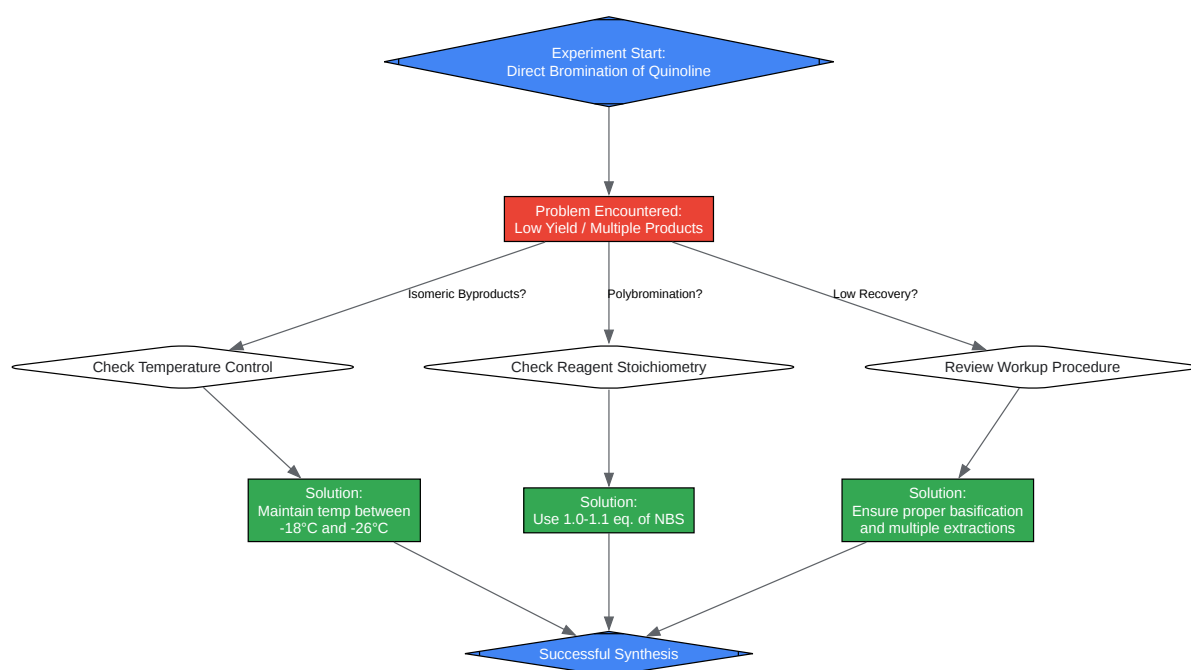 Experiment Start:
Direct Bromination of Quinoline
Problem Encountered:
Low Yield / Multiple Products
Isomeric Byproducts?
Polybromination?
Low Recovery?
Check Temperature Control
Check Reagent Stoichiometry
Review Workup Procedure
Solution:
Maintain temp between
-18°C and -26°C
Solution:
Use 1.0-1.1 eq. of NBS
Solution:
Ensure proper basification
and multiple extractions
Successful Synthesis